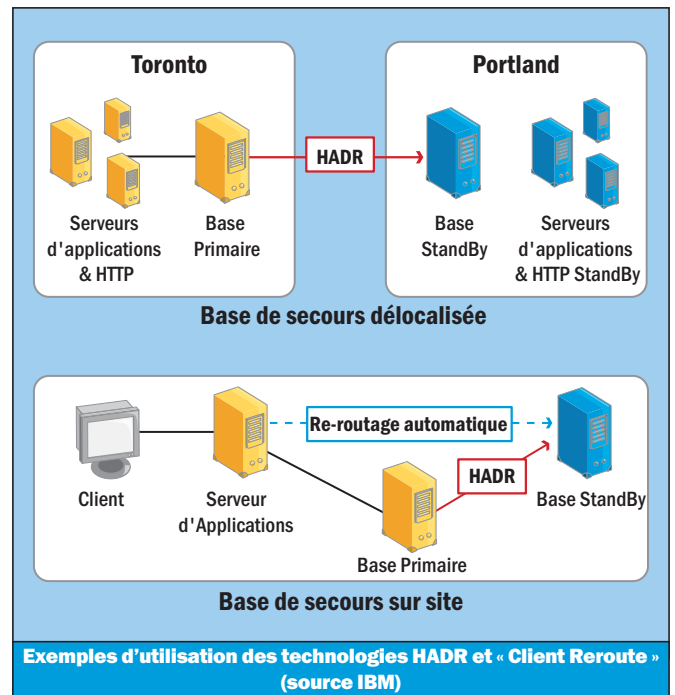 Toronto
Portland
HADR
Serveurs
d'applications
& HTTP
Base
Primaire
Base
StandBy
Serveurs
d'applications
& HTTP StandBy
Base de secours délocalisée
Re-routage automatique
HADR
Client
Serveur
d'Applications
Base Primaire
Base StandBy
Base de secours sur site
Exemples d'utilisation des technologies HADR et « Client Reroute »
(source IBM)